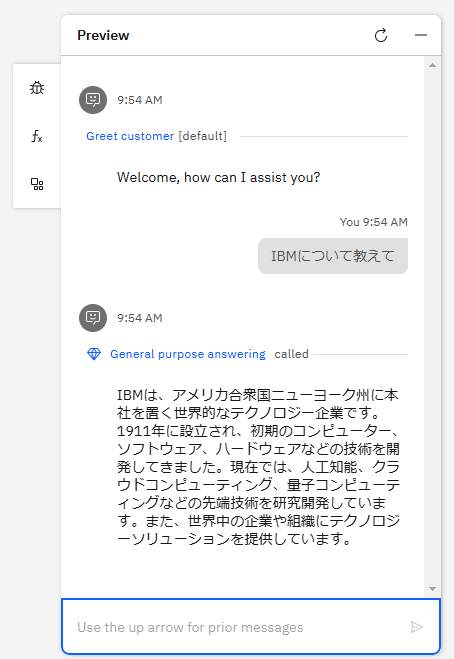 Preview
9:54 AM
Greet customer [default]
Welcome, how can I assist you?
You 9:54 AM
IBMについて教えて
9:54 AM
General purpose answering called
IBMは、アメリカ合衆国ニューヨーク州に本
社を置く世界的なテクノロジー企業です。
1911年に設立され、初期のコンピューター、
ソフトウェア、ハードウェアなどの技術を開
発してきました。現在では、人工知能、クラ
ウドコンピューティング、量子コンピューテ
ィングなどの先端技術を研究開発していま
す。また、世界中の企業や組織にテクノロジ
ーソリューションを提供しています。
Use the up arrow for prior messages
fx